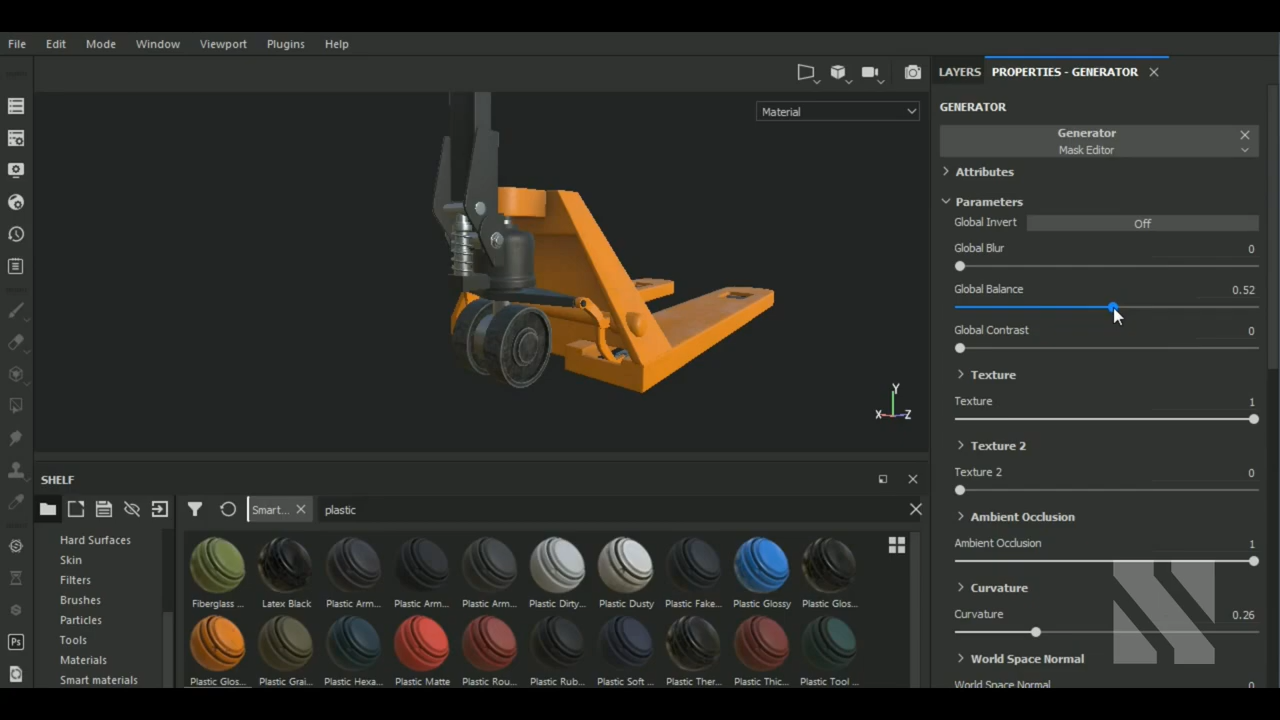 File Edit Mode Window Viewport Plugins Help
LAYERS PROPERTIES - GENERATOR
Material
GENERATOR
Generator
Mask Editor
Attributes
Parameters
Global Invert Off
Global Blur 0
Global Balance 0.52
Global Contrast 0
Texture
Texture 1
Texture 2
Texture 2 0
Ambient Occlusion
Ambient Occlusion 1
Curvature
Curvature 0.26
World Space Normal
World Space Normal 0
Y
X Z
SHELF
Smart... plastic
Hard Surfaces
Skin
Filters
Brushes
Particles
Tools
Materials
Smart materials
Fiberglass ... Latex Black Plastic Arm... Plastic Arm... Plastic Arm... Plastic Dirty... Plastic Dusty Plastic Fake... Plastic Glossy Plastic Glos...
Plastic Glos... Plastic Grai... Plastic Hexa... Plastic Matte Plastic Rou... Plastic Rub... Plastic Soft ... Plastic Ther... Plastic Thic... Plastic Tool ...
Ps